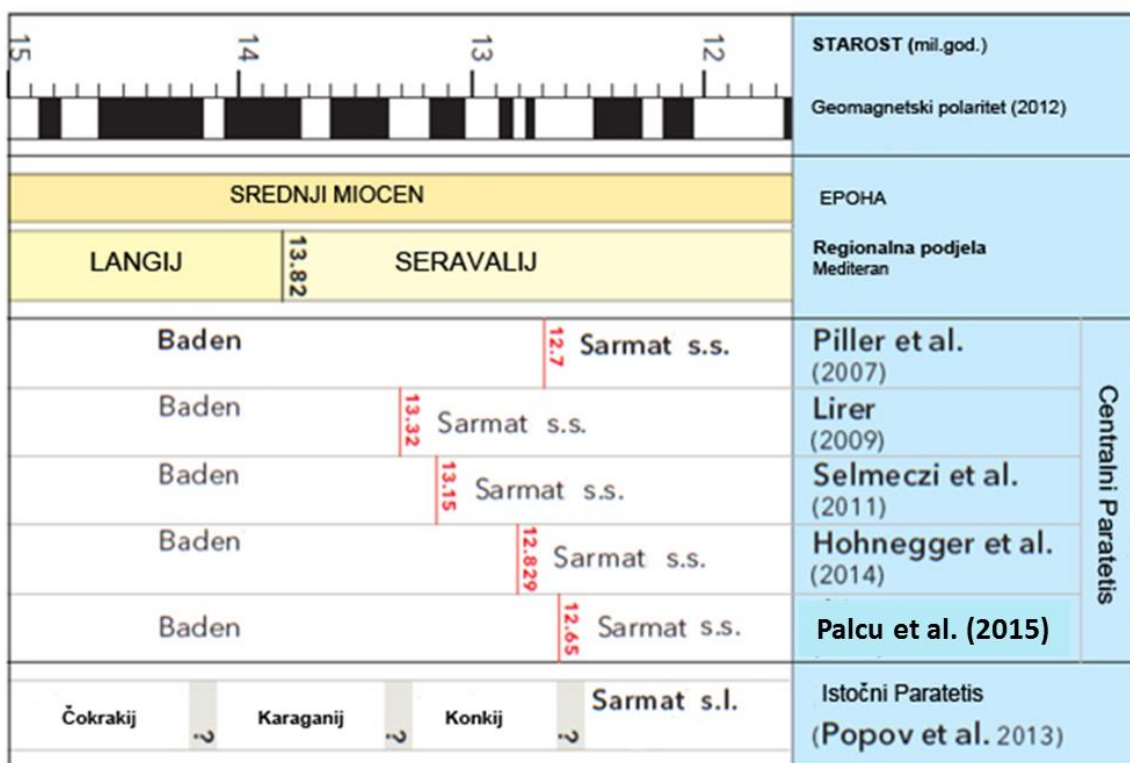 15 14 13 12
STAROST (mil.god.)
Geomagnetski polaritet (2012)
SREDNJI MIOCEN
EPOHA
LANGIJ 13.82 SERAVALIJ
Regionalna podjela
Mediteran
Baden 12.7 Sarmat s.s.
Piller et al.
(2007)
Baden 13.32 Sarmat s.s.
Lirer
(2009)
Baden 13.15 Sarmat s.s.
Selmeczi et al.
(2011)
Baden 12.829 Sarmat s.s.
Hohnegger et al.
(2014)
Baden 12.65 Sarmat s.s.
Palcu et al. (2015)
Centralni Paratetis
Čokrakij ? Karaganij ? Konkij ? Sarmat s.l.
Istočni Paratetis
(Popov et al. 2013)